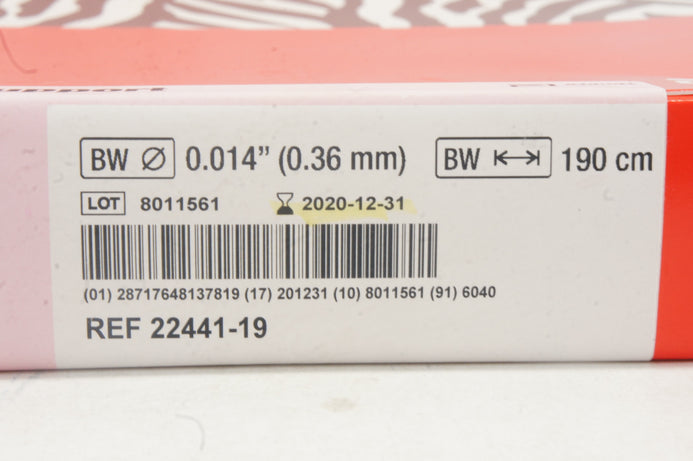 upport
BW Ø 0.014” (0.36 mm) BW 190 cm
LOT 8011561 2020-12-31
(01) 28717648137819 (17) 201231 (10) 8011561 (91) 6040
REF 22441-19